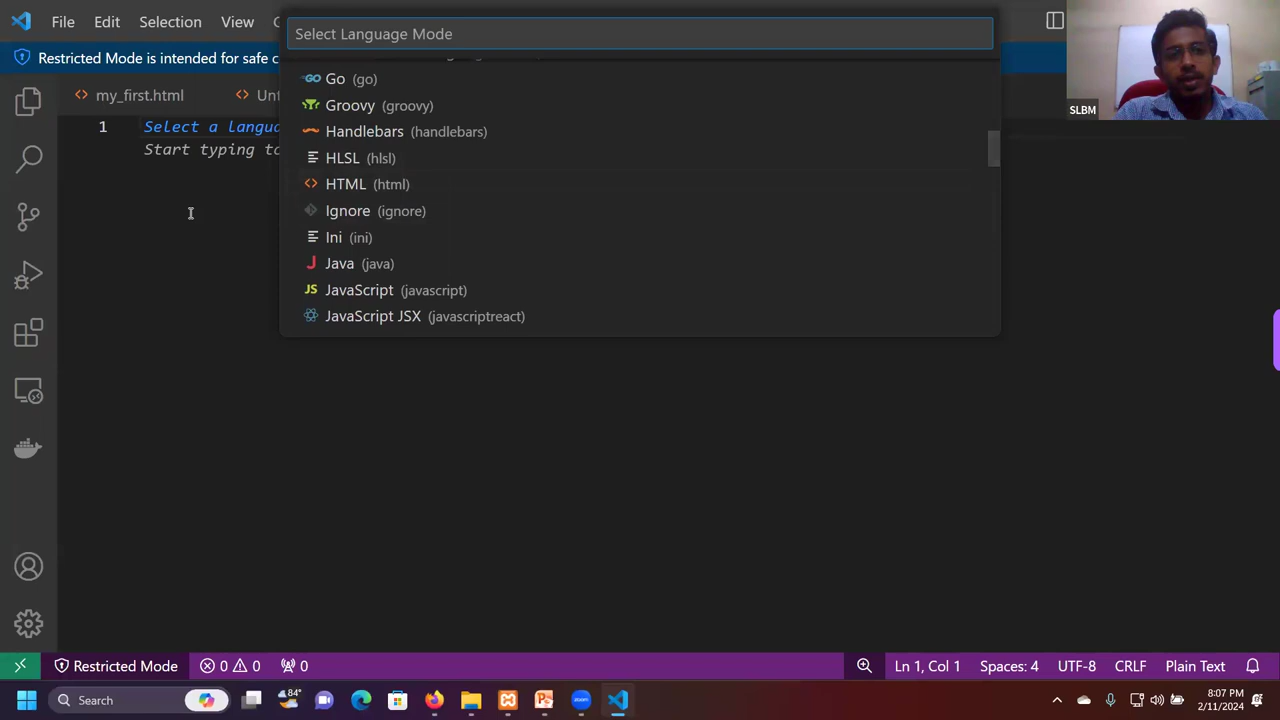 File Edit Selection View
Select Language Mode
Restricted Mode is intended for safe c
my_first.html
Unt
SLBM
1 Select a langua
Start typing to
Go (go)
Groovy (groovy)
Handlebars (handlebars)
HLSL (hlsl)
HTML (html)
Ignore (ignore)
Ini (ini)
Java (java)
JS JavaScript (javascript)
JavaScript JSX (javascriptreact)
Restricted Mode 0 0 0 Ln 1, Col 1 Spaces: 4 UTF-8 CRLF Plain Text
Search 84° zoom 8:07 PM
2/11/2024